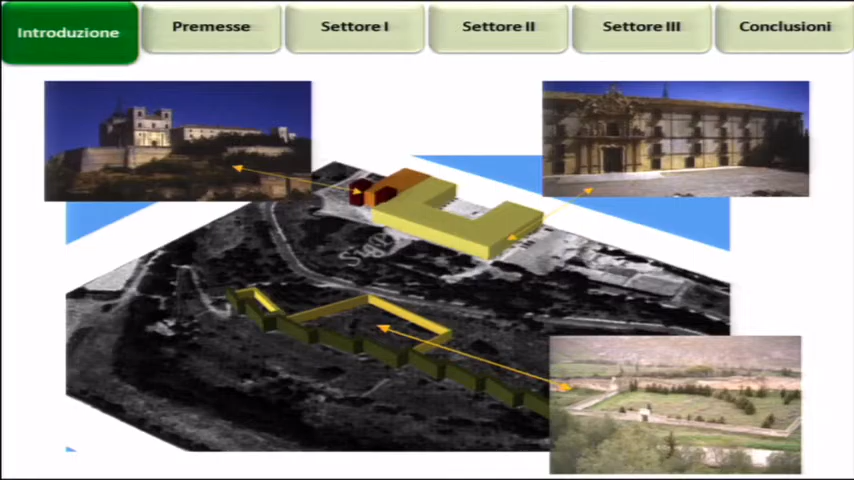 Introduzione
Premesse
Settore I
Settore II
Settore III
Conclusioni